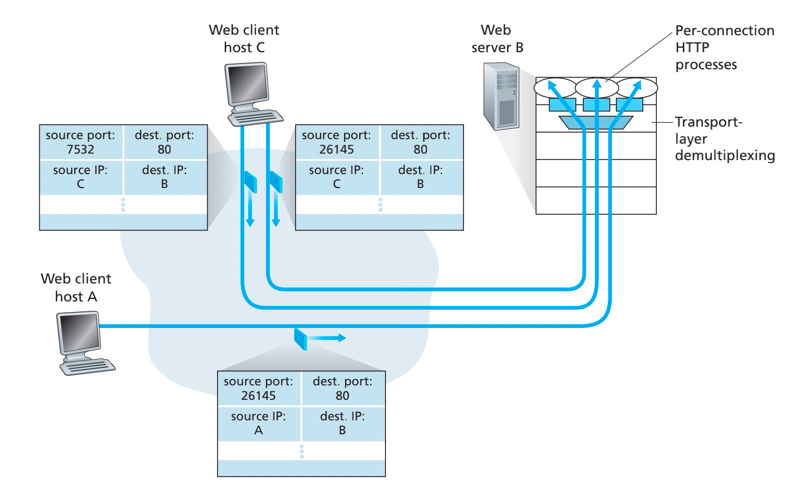 Web client
host C
Web
server B
Per-connection
HTTP
processes
Transport-
layer
demultiplexing
source port:
7532
dest. port:
80
source IP:
C
dest. IP:
B
source port:
26145
dest. port:
80
source IP:
C
dest. IP:
B
Web client
host A
source port:
26145
dest. port:
80
source IP:
A
dest. IP:
B